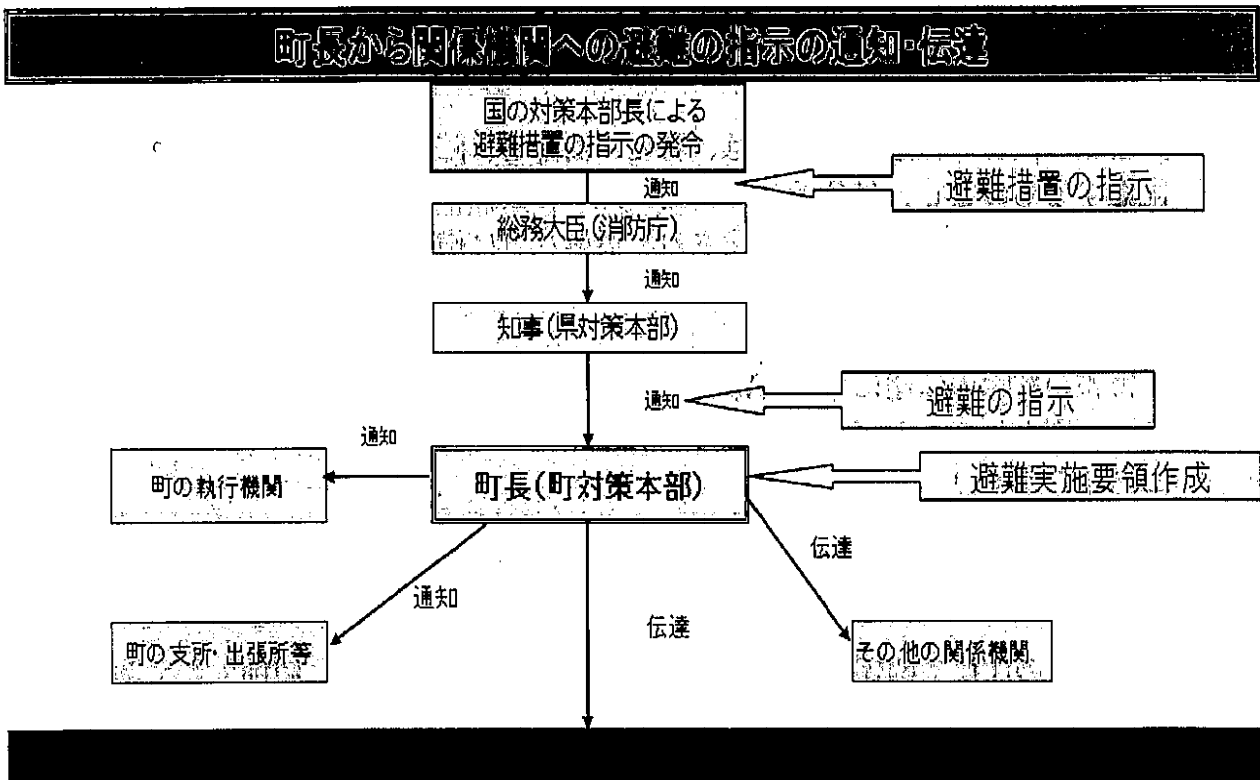 町長から関係機関への避難の指示の通知・伝達
国の対策本部長による
避難措置の指示の発令
通知
避難措置の指示
総務大臣(消防庁)
通知
知事(県対策本部)
通知
避難の指示
通知
町の執行機関
町長(町対策本部)
避難実施要領作成
伝達
通知
伝達
町の支所・出張所等
その他の関係機関